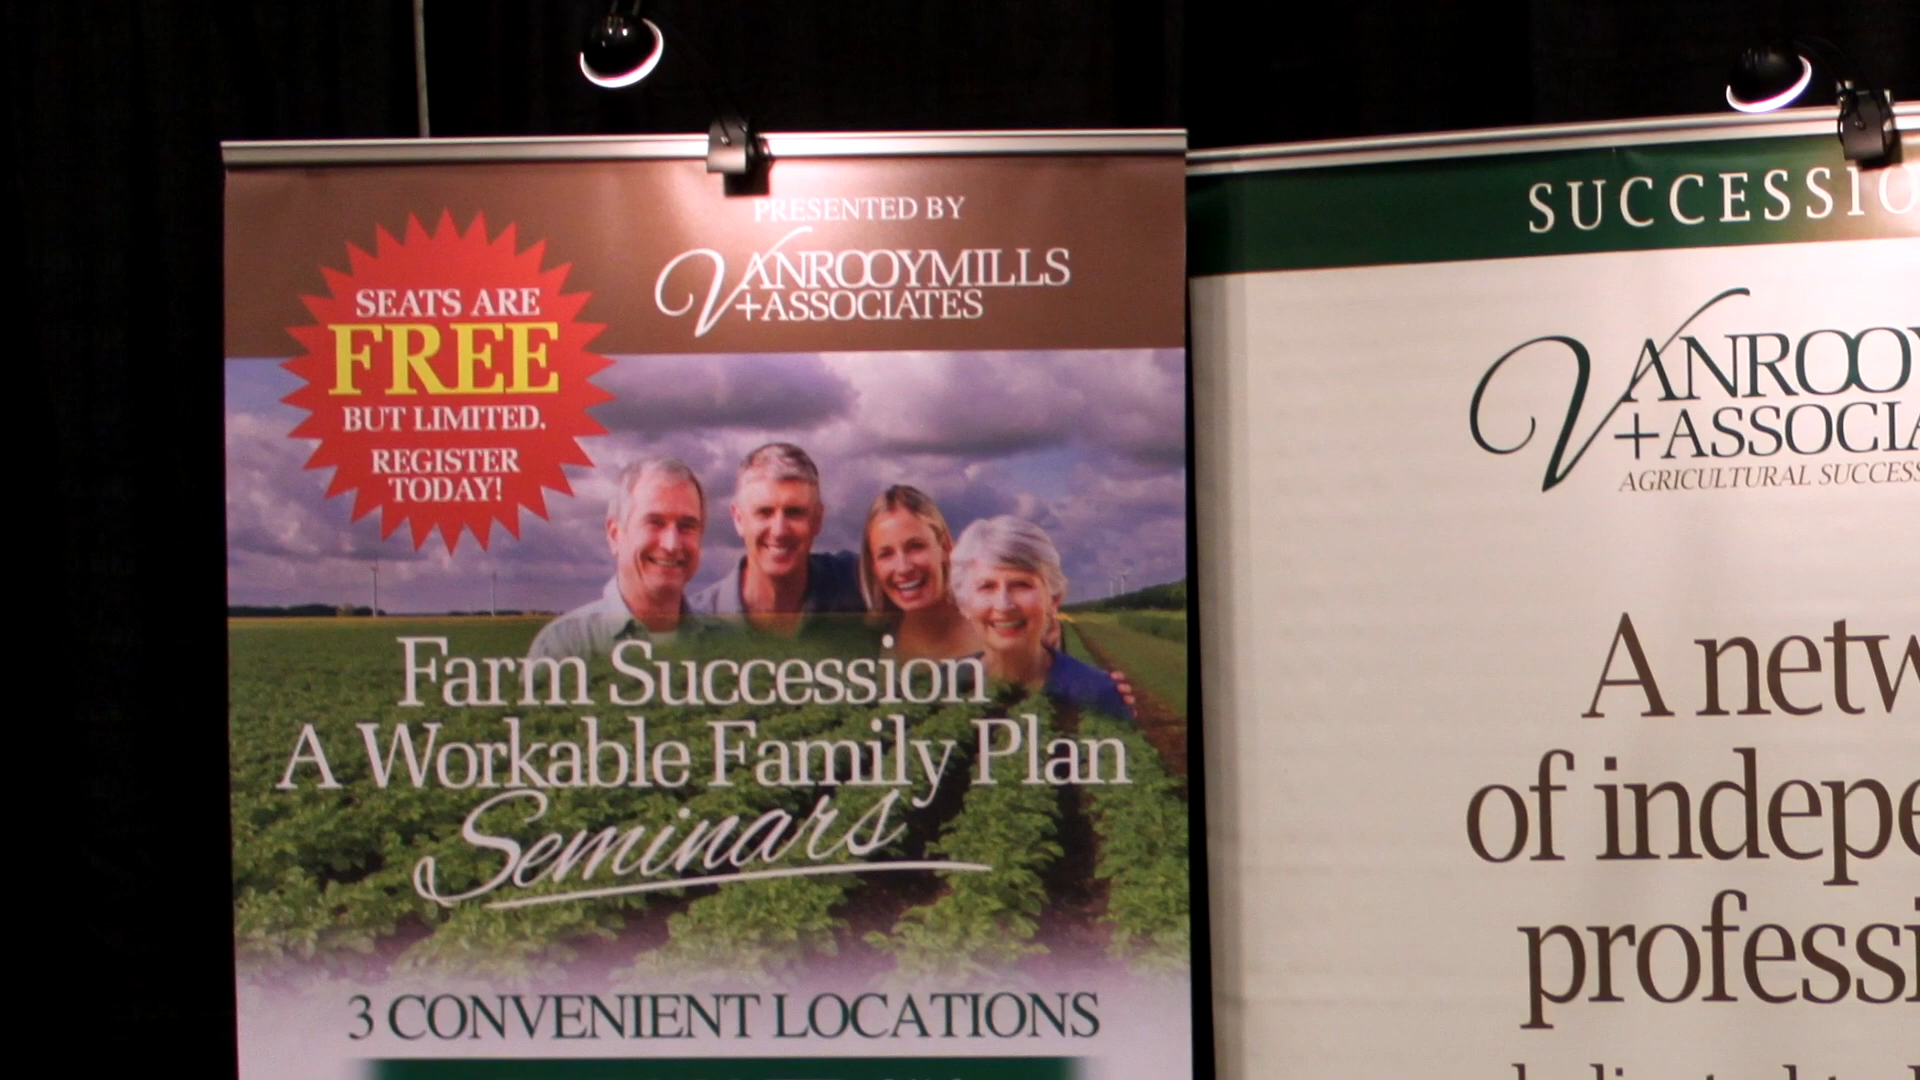 PRESENTED BY
VANROOYMILLS
+ASSOCIATES
SEATS ARE
FREE
BUT LIMITED.
REGISTER
TODAY!
Farm Succession
A Workable Family Plan
Seminars
3 CONVENIENT LOCATIONS
SUCCESSIO
VANROOY
+ASSOCIA
AGRICULTURAL SUCCESS
A netw
of indepe
professi